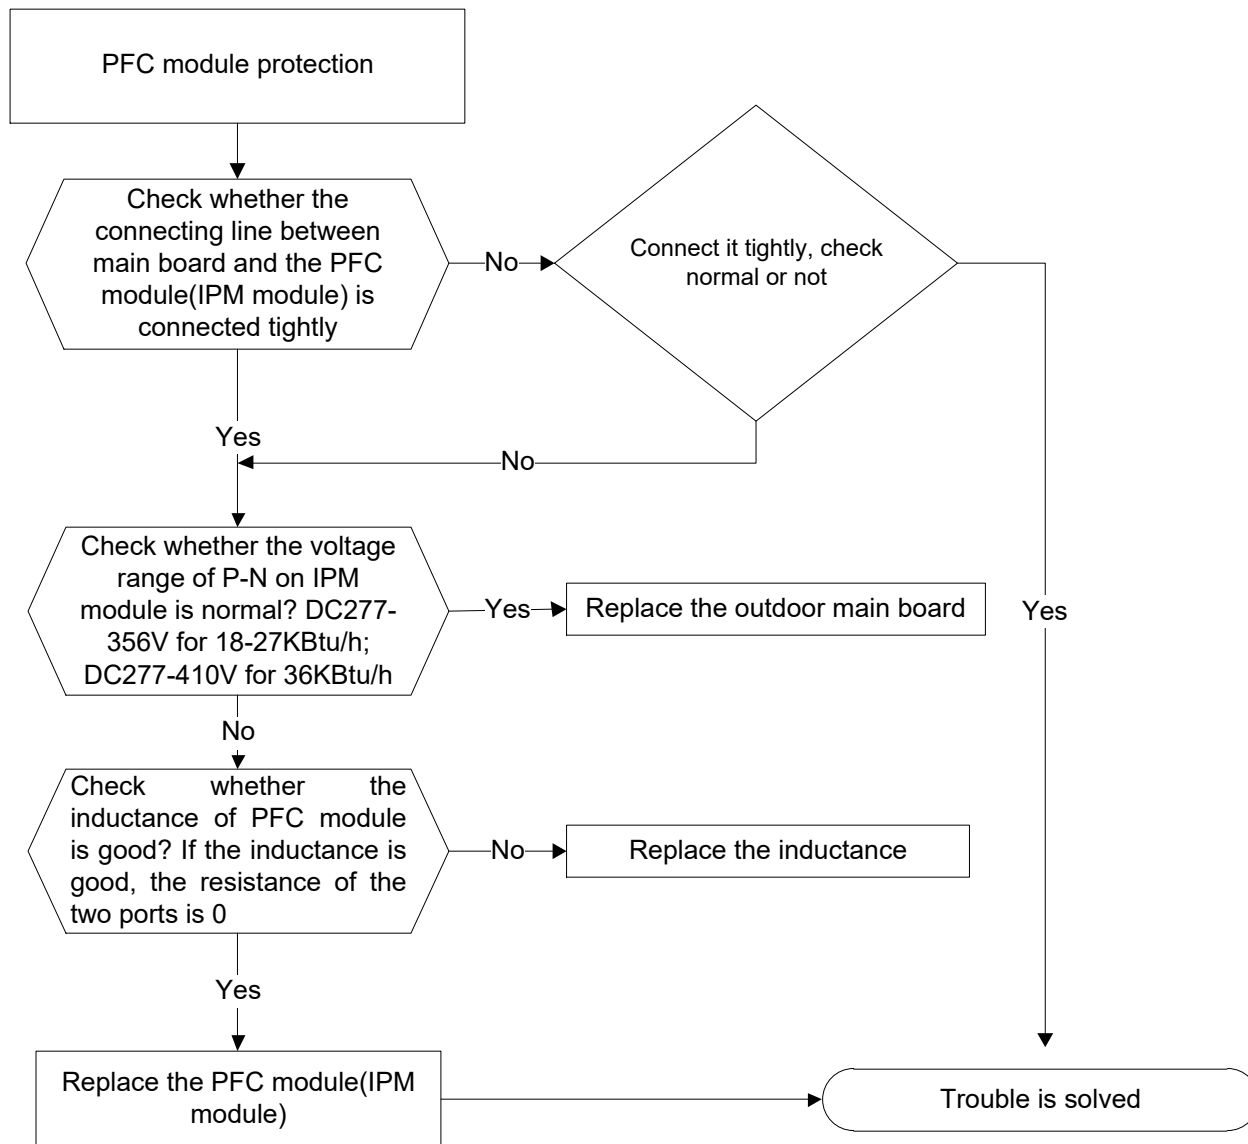 PFC module protection
Check whether the
connecting line between
main board and the PFC
module(IPM module) is
connected tightly
No
Connect it tightly, check
normal or not
Yes
No
Check whether the voltage
range of P-N on IPM
module is normal? DC277-
356V for 18-27KBtu/h;
DC277-410V for 36KBtu/h
Yes
Replace the outdoor main board
Yes
No
Check whether the
inductance of PFC module
is good? If the inductance is
good, the resistance of the
two ports is 0
No
Replace the inductance
Yes
Replace the PFC module(IPM
module)
Trouble is solved